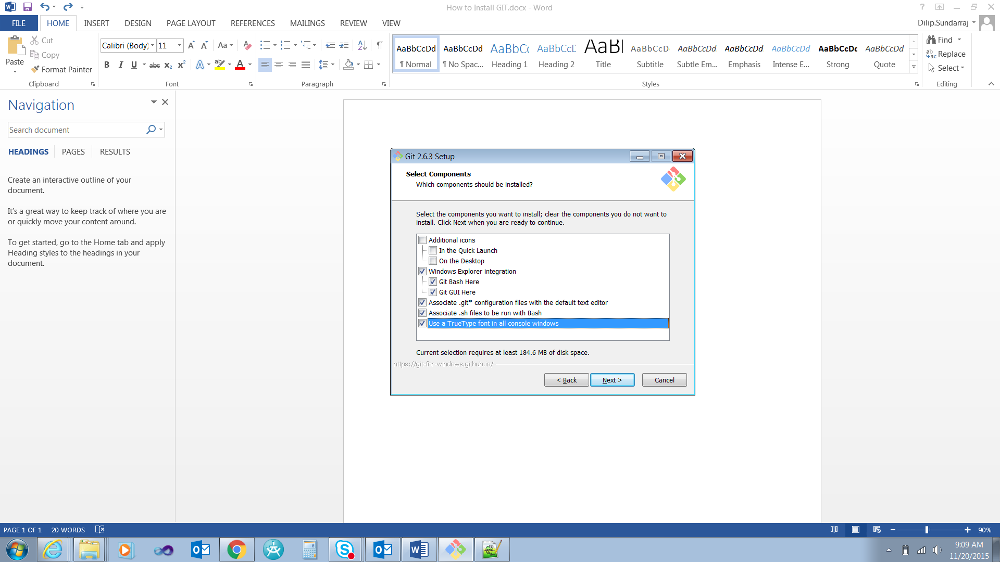 How to Install GIT.docx - Word
FILE HOME INSERT DESIGN PAGE LAYOUT REFERENCES MAILINGS REVIEW VIEW
Dilip.Sundarraj
Paste
Cut
Copy
Format Painter
Clipboard
Calibri (Body) 11
Aa
B I U abc x₂ x²
Font
Paragraph
AaBbCcDd AaBbCcDd AaBbCc AaBbCcD AaBl AaBbCcD AaBbCcDd AaBbCcDd AaBbCcDd AaBbCcDc AaBbCcDd
¶ Normal ¶ No Spac... Heading 1 Heading 2 Title Subtitle Subtle Em... Emphasis Intense E... Strong Quote
Styles
Find
Replace
Select
Editing
Navigation
Search document
HEADINGS PAGES RESULTS
Create an interactive outline of your
document.
It's a great way to keep track of where you are
or quickly move your content around.
To get started, go to the Home tab and apply
Heading styles to the headings in your
document.
Git 2.6.3 Setup
Select Components
Which components should be installed?
Select the components you want to install; clear the components you do not want to
install. Click Next when you are ready to continue.
Additional icons
In the Quick Launch
On the Desktop
Windows Explorer integration
Git Bash Here
Git GUI Here
Associate .git* configuration files with the default text editor
Associate .sh files to be run with Bash
Use a TrueType font in all console windows
Current selection requires at least 184.6 MB of disk space.
https://git-for-windows.github.io/
< Back Next > Cancel
PAGE 1 OF 1 20 WORDS
90%
9:09 AM
11/20/2015